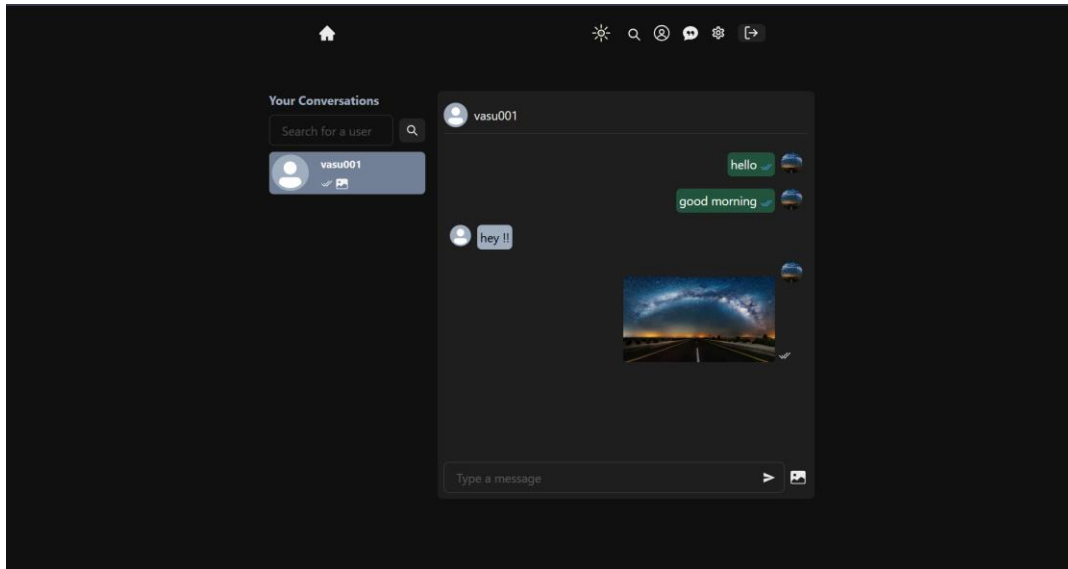 Your Conversations
Search for a user
vasu001
vasu001
hello
good morning
hey !!
Type a message